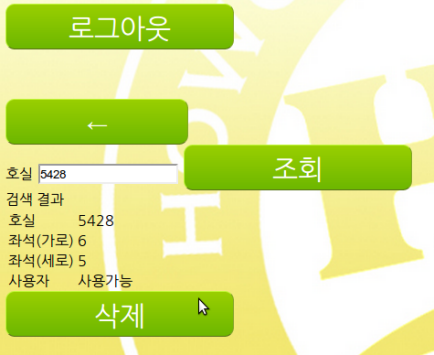 로그아웃
←
호실 5428
조회
검색 결과
호실 5428
좌석(가로) 6
좌석(세로) 5
사용자 사용가능
삭제